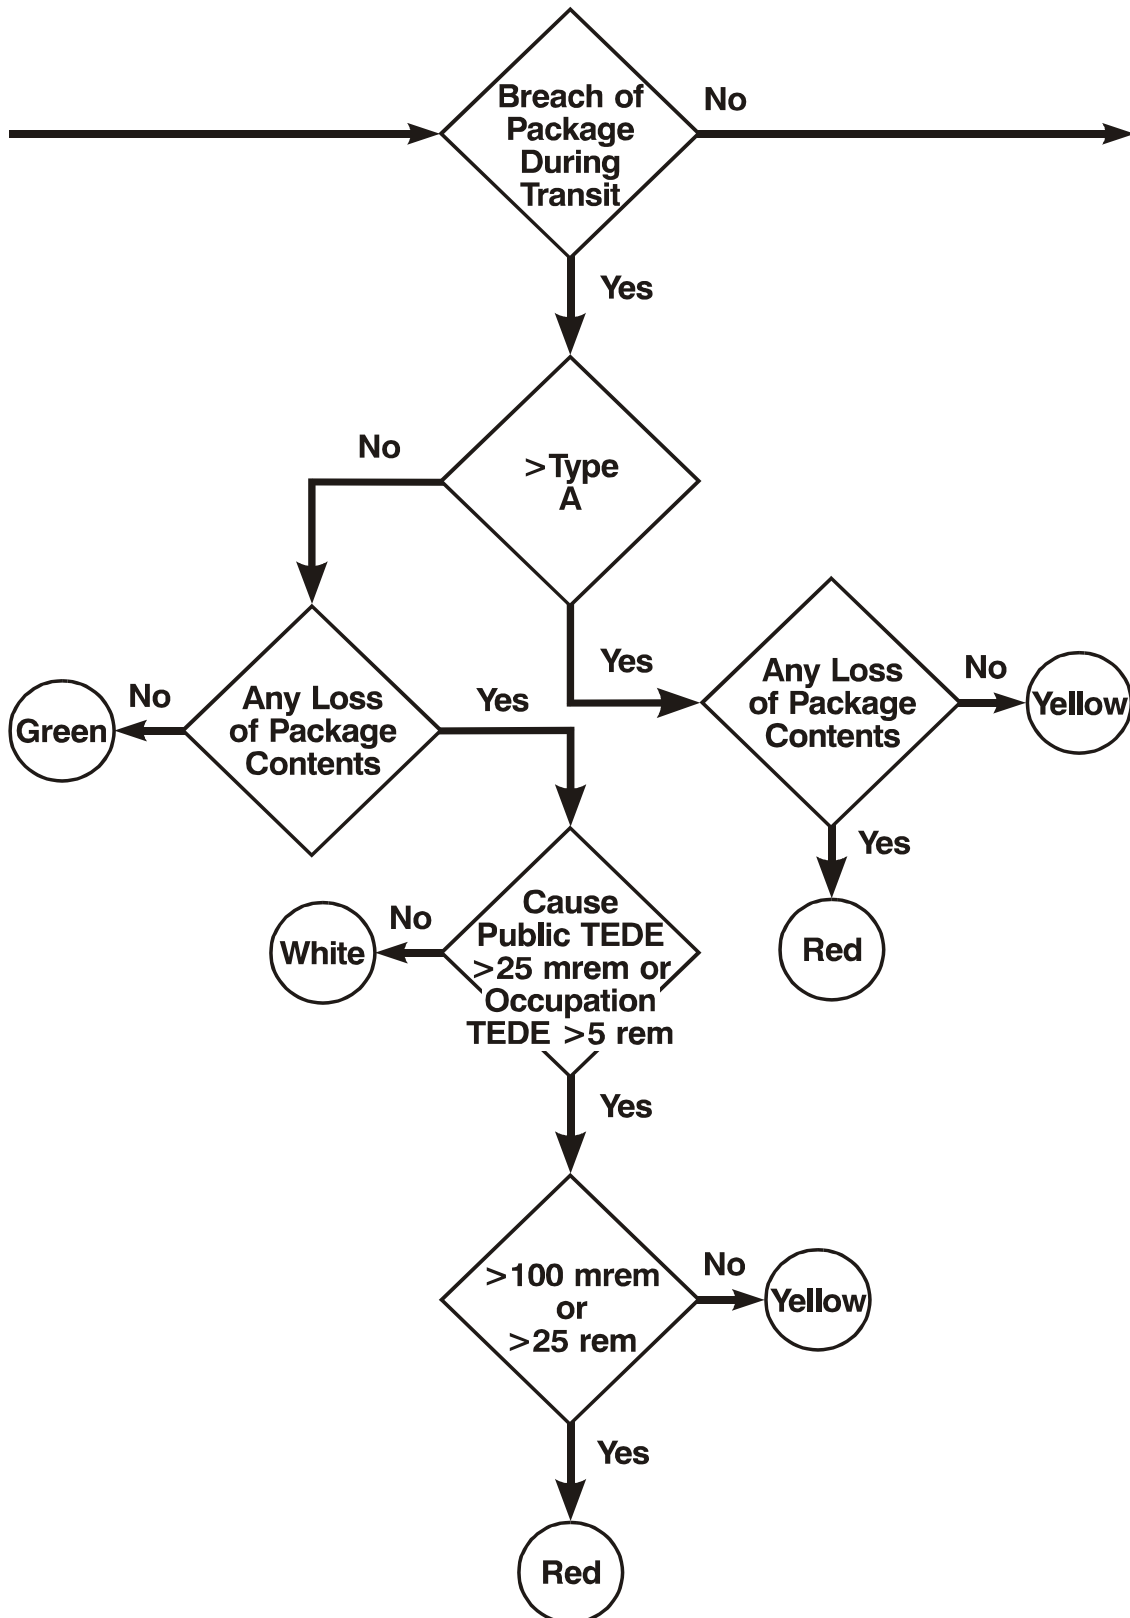 Breach of
Package
During
Transit
No
Yes
No
>Type
A
Yes
Any Loss
of Package
Contents
No
Yellow
No
Green
Any Loss
of Package
Contents
Yes
Yes
Red
Cause
Public TEDE
>25 mrem or
Occupation
TEDE >5 rem
No
White
Yes
>100 mrem
or
>25 rem
No
Yellow
Yes
Red